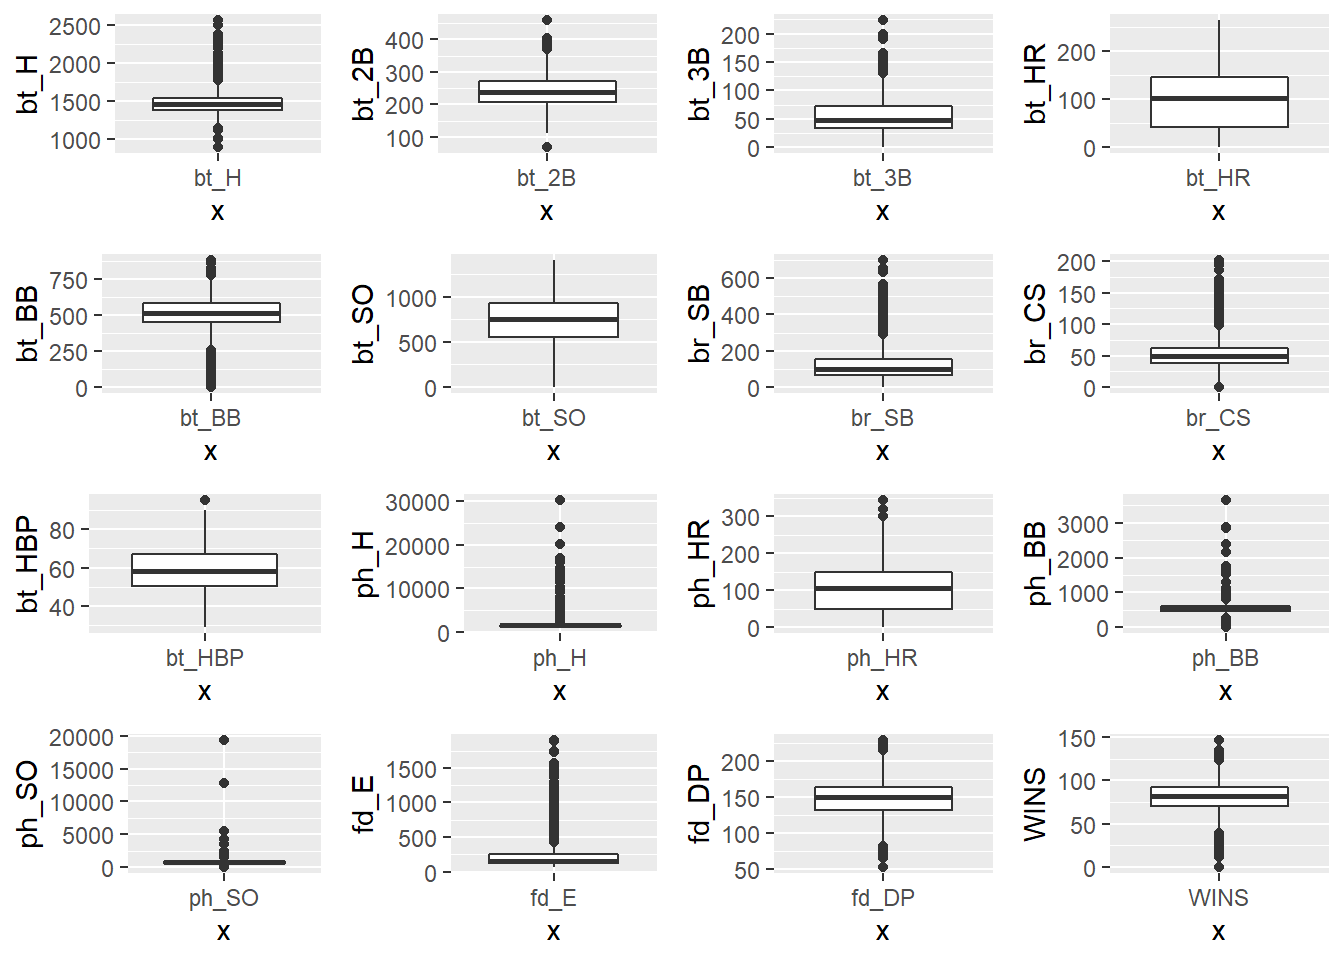 bt_H
2500
2000
1500
1000
bt_H
x
bt_2B
400
300
200
100
bt_2B
x
bt_3B
200
150
100
50
0
bt_3B
x
bt_HR
200
100
0
bt_HR
x
bt_BB
750
500
250
0
bt_BB
x
bt_SO
1000
500
0
bt_SO
x
br_SB
600
400
200
0
br_SB
x
br_CS
200
150
100
50
0
br_CS
x
bt_HBP
80
60
40
bt_HBP
x
ph_H
30000
20000
10000
0
ph_H
x
ph_HR
300
200
100
0
ph_HR
x
ph_BB
3000
2000
1000
0
ph_BB
x
ph_SO
20000
15000
10000
5000
0
ph_SO
x
fd_E
1500
1000
500
0
fd_E
x
fd_DP
200
150
100
50
fd_DP
x
WINS
150
100
50
0
WINS
x